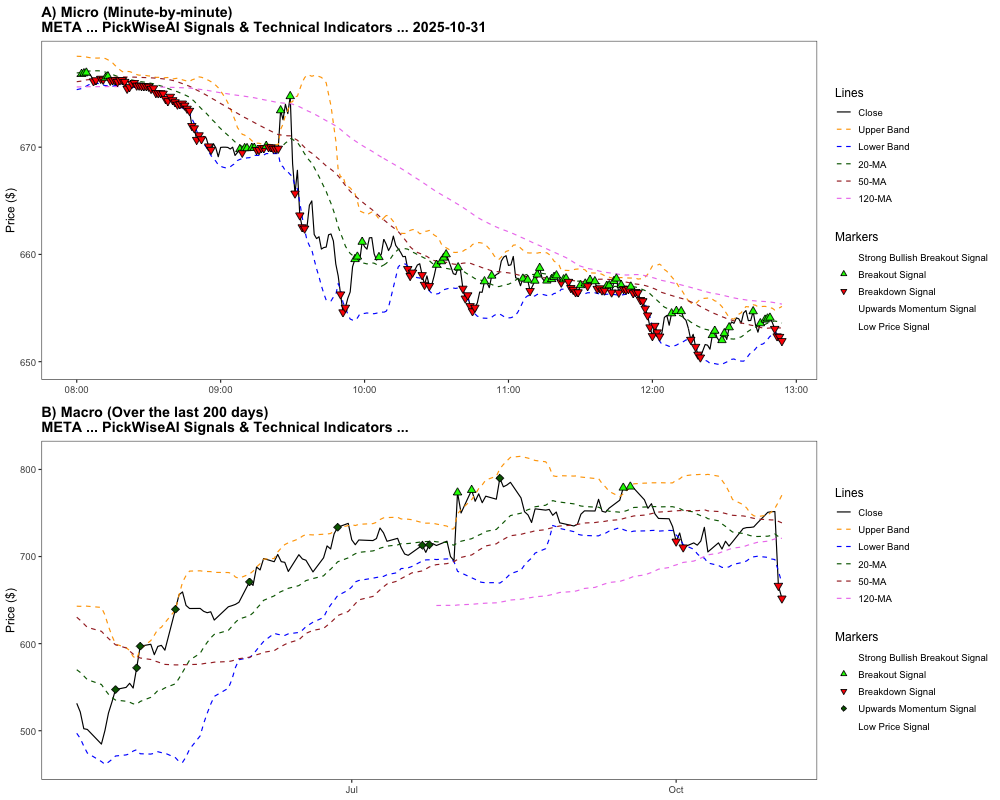 A) Micro (Minute-by-minute)
META ... PickWiseAI Signals & Technical Indicators ... 2025-10-31
Price ($)
670
660
650
08:00
09:00
10:00
11:00
12:00
13:00
Lines
Close
Upper Band
Lower Band
20-MA
50-MA
120-MA
Markers
Strong Bullish Breakout Signal
Breakout Signal
Breakdown Signal
Upwards Momentum Signal
Low Price Signal
B) Macro (Over the last 200 days)
META ... PickWiseAI Signals & Technical Indicators ...
Price ($)
800
700
600
500
Jul
Oct
Lines
Close
Upper Band
Lower Band
20-MA
50-MA
120-MA
Markers
Strong Bullish Breakout Signal
Breakout Signal
Breakdown Signal
Upwards Momentum Signal
Low Price Signal